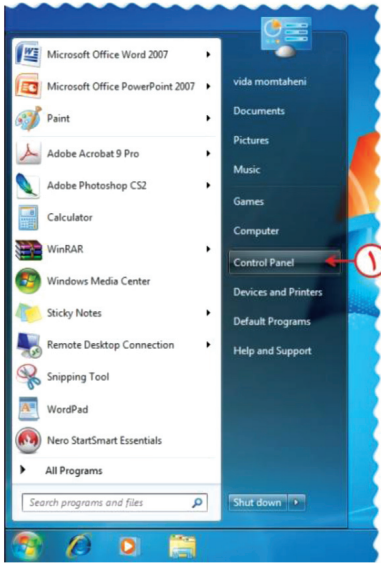 Microsoft Office Word 2007
Microsoft Office PowerPoint 2007
Paint
Adobe Acrobat 9 Pro
Adobe Photoshop CS2
Calculator
WinRAR
Windows Media Center
Sticky Notes
Remote Desktop Connection
Snipping Tool
WordPad
Nero StartSmart Essentials
All Programs
Search programs and files
vida momtaheni
Documents
Pictures
Music
Games
Computer
Control Panel
۱
Devices and Printers
Default Programs
Help and Support
Shut down